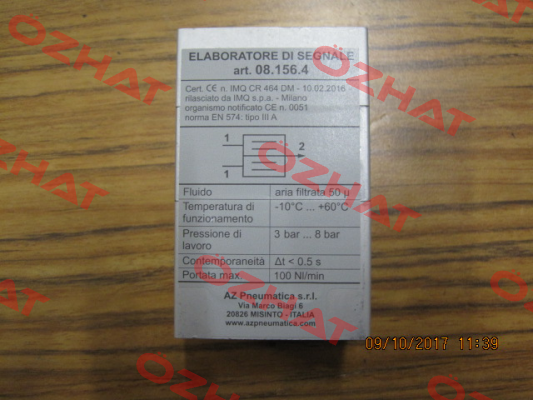 ELABORATORE DI SEGNALE
art. 08.156.4
Cert. CE n. IMQ CR 464 DM - 10.02.2016
rilasciato da IMQ s.p.a. - Milano
organismo notificato CE n. 0051
norma EN 574: tipo III A
1
2
1
Fluido aria filtrata 50 µ
Temperatura di funzionamento -10°C ... +60°C
Pressione di lavoro 3 bar ... 8 bar
Contemporaneità Δt < 0.5 s
Portata max 100 Nl/min
AZ Pneumatica s.r.l.
Via Marco Biagi 6
20826 MISINTO - ITALIA
www.azpneumatica.com
09/10/2017 11:39
OZHAT
OZHAT
OZHAT
OZHAT
OZHAT
OZHAT